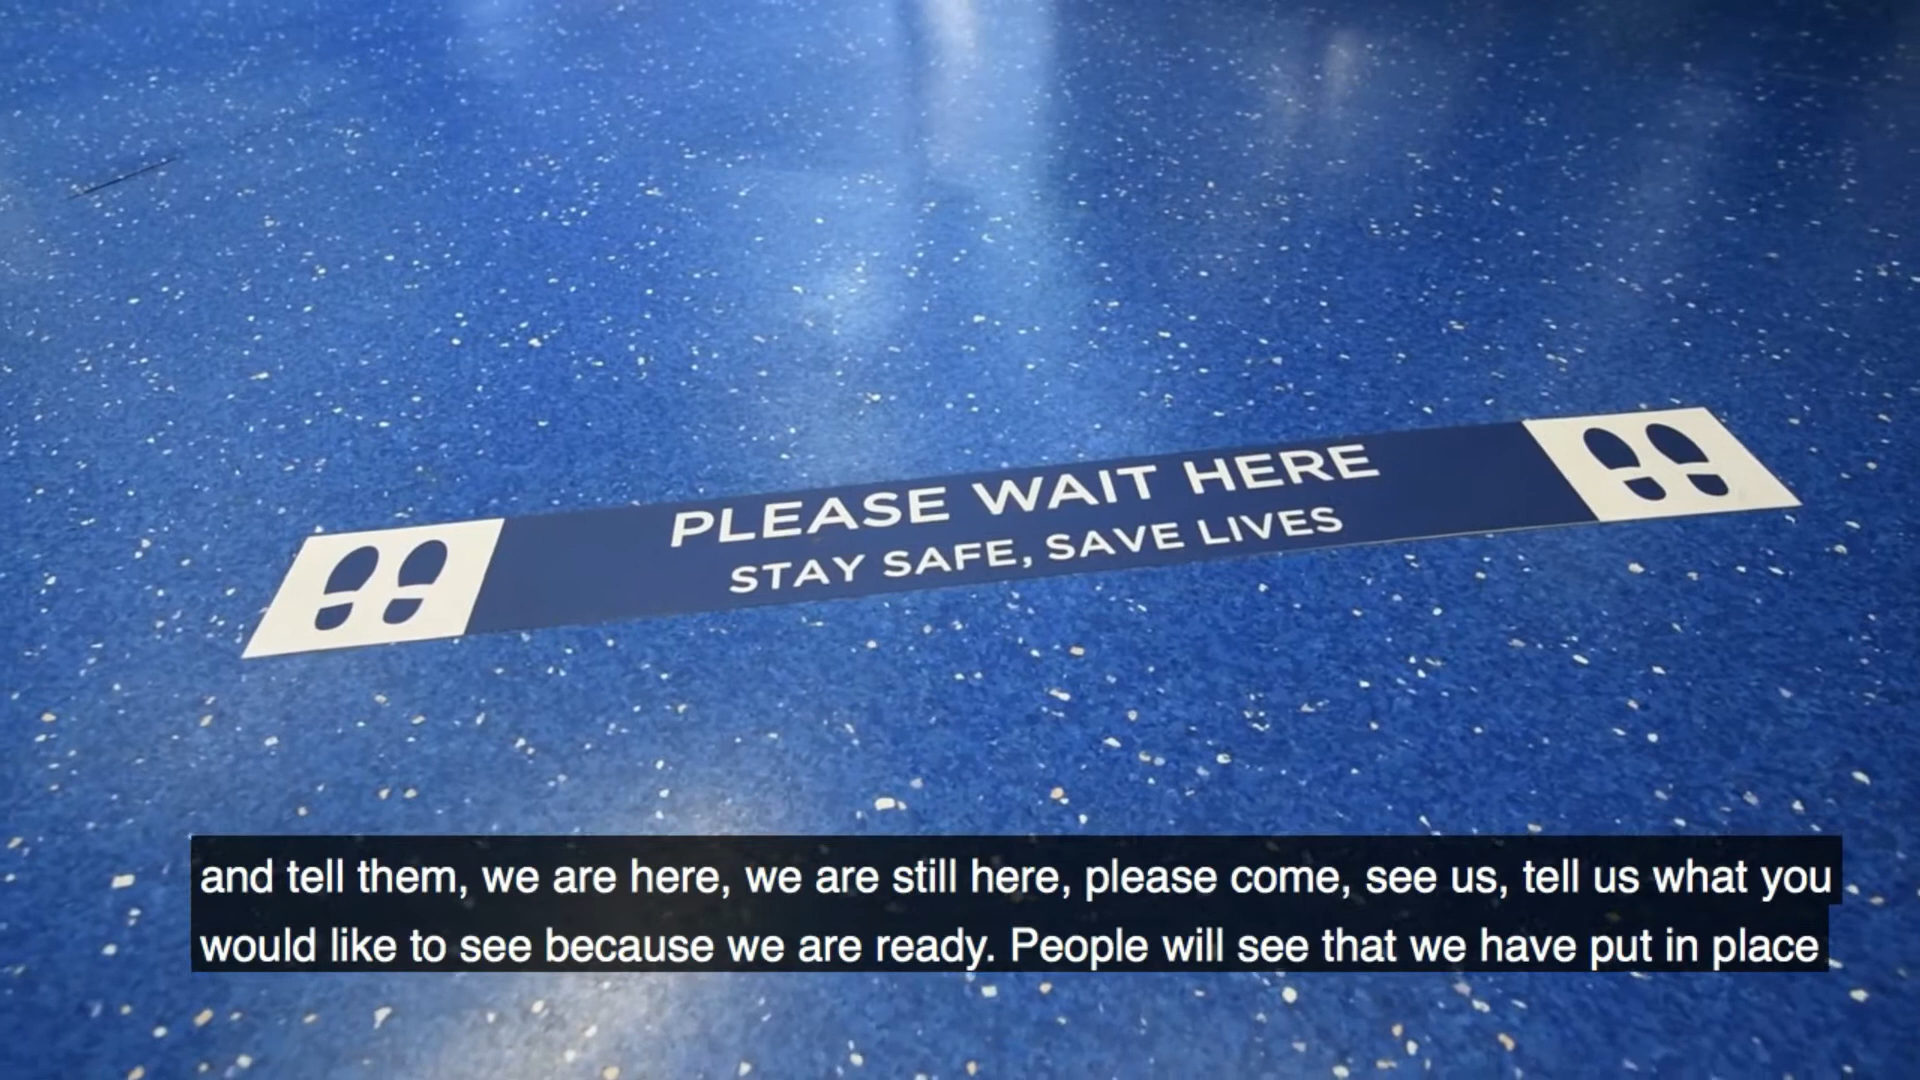 PLEASE WAIT HERE
STAY SAFE, SAVE LIVES
and tell them, we are here, we are still here, please come, see us, tell us what you
would like to see because we are ready. People will see that we have put in place